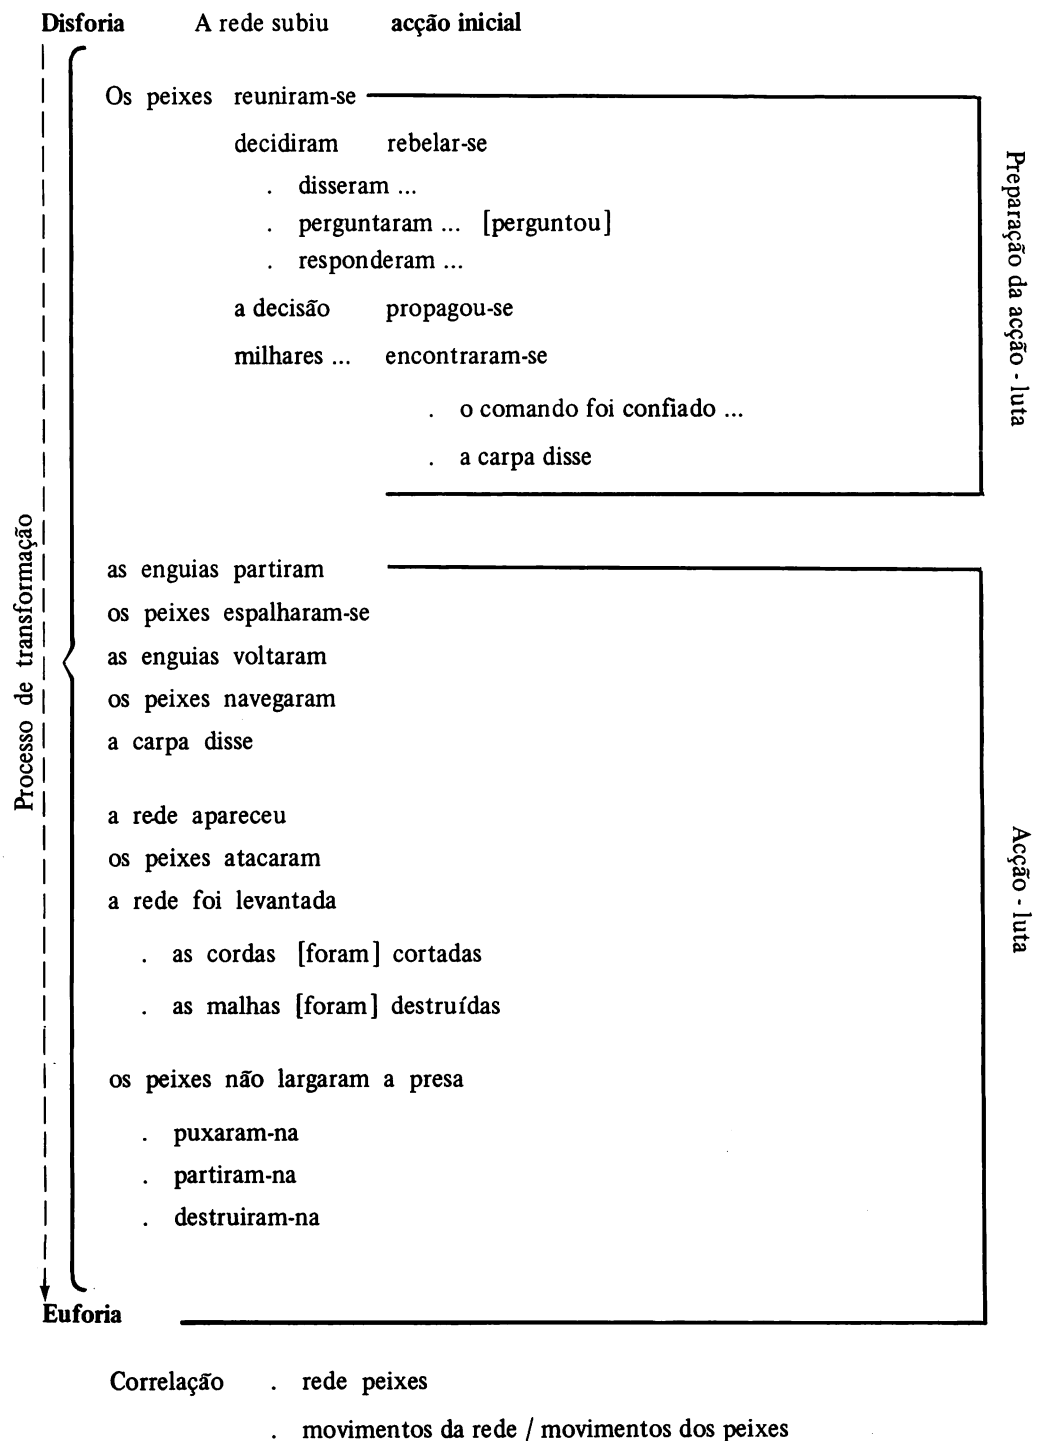 Disforia A rede subiu acção inicial
Os peixes reuniram-se
decidiram rebelar-se
. disseram ...
. perguntaram ... [perguntou]
. responderam ...
a decisão propagou-se
milhares ... encontraram-se
. o comando foi confiado ...
. a carpa disse
Preparação da acção - luta
Processo de transformação
as enguias partiram
os peixes espalharam-se
as enguias voltaram
os peixes navegaram
a carpa disse
a rede apareceu
os peixes atacaram
a rede foi levantada
. as cordas [foram] cortadas
. as malhas [foram] destruídas
os peixes não largaram a presa
. puxaram-na
. partiram-na
. destruiram-na
Acção - luta
Euforia
Correlação . rede peixes
. movimentos da rede / movimentos dos peixes